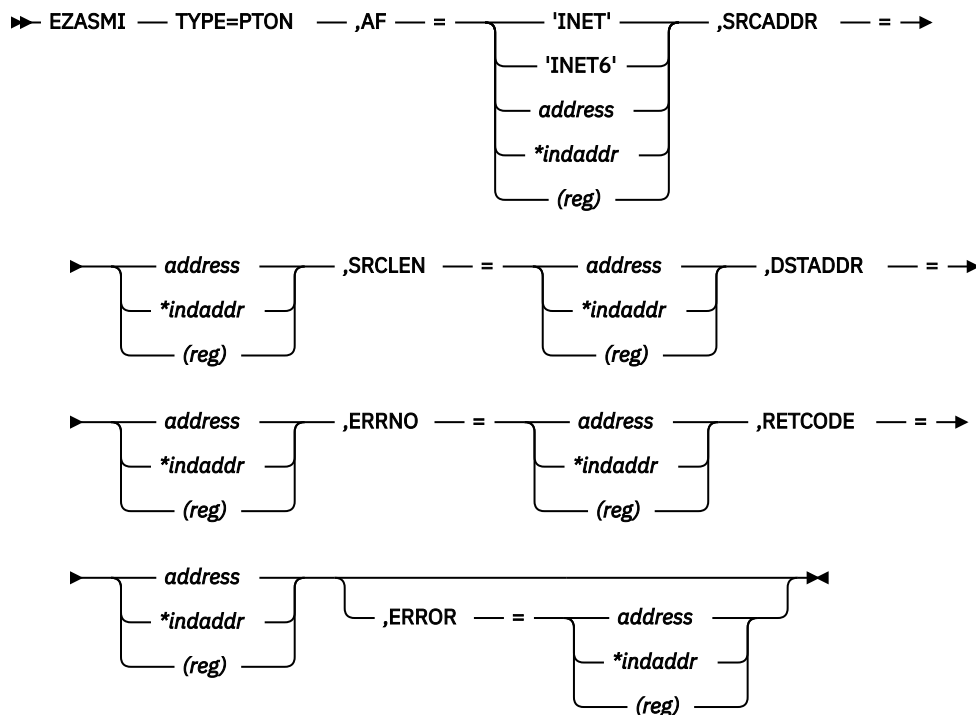 EZASMI TYPE=PTON ,AF = 'INET' ,SRCADDR =
'INET6'
address
*indaddr
(reg)
address ,SRCLEN = address ,DSTADDR =
*indaddr *indaddr
(reg) (reg)
address ,ERRNO = address ,RETCODE =
*indaddr *indaddr
(reg) (reg)
address
*indaddr ,ERROR = address
(reg) *indaddr
(reg)